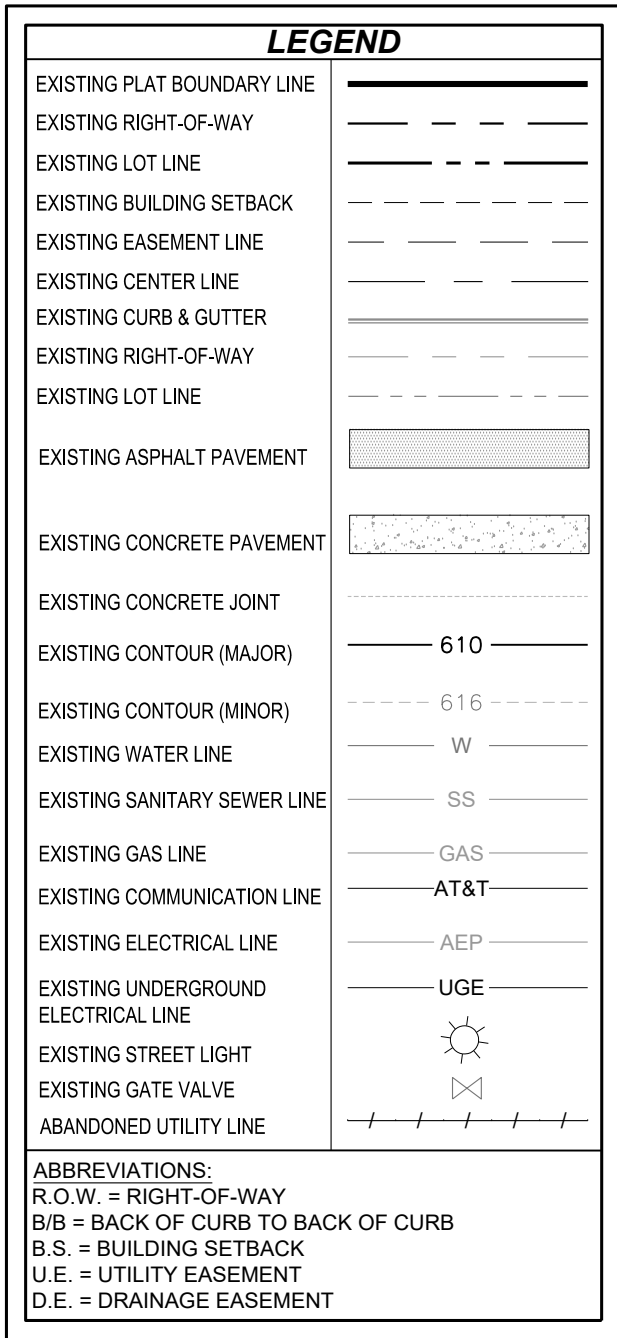 LEGEND
EXISTING PLAT BOUNDARY LINE
EXISTING RIGHT-OF-WAY
EXISTING LOT LINE
EXISTING BUILDING SETBACK
EXISTING EASEMENT LINE
EXISTING CENTER LINE
EXISTING CURB & GUTTER
EXISTING RIGHT-OF-WAY
EXISTING LOT LINE
EXISTING ASPHALT PAVEMENT
EXISTING CONCRETE PAVEMENT
EXISTING CONCRETE JOINT
EXISTING CONTOUR (MAJOR) 610
EXISTING CONTOUR (MINOR) 616
EXISTING WATER LINE W
EXISTING SANITARY SEWER LINE SS
EXISTING GAS LINE GAS
EXISTING COMMUNICATION LINE AT&T
EXISTING ELECTRICAL LINE AEP
EXISTING UNDERGROUND UGE
ELECTRICAL LINE
EXISTING STREET LIGHT
EXISTING GATE VALVE
ABANDONED UTILITY LINE
ABBREVIATIONS:
R.O.W. = RIGHT-OF-WAY
B/B = BACK OF CURB TO BACK OF CURB
B.S. = BUILDING SETBACK
U.E. = UTILITY EASEMENT
D.E. = DRAINAGE EASEMENT